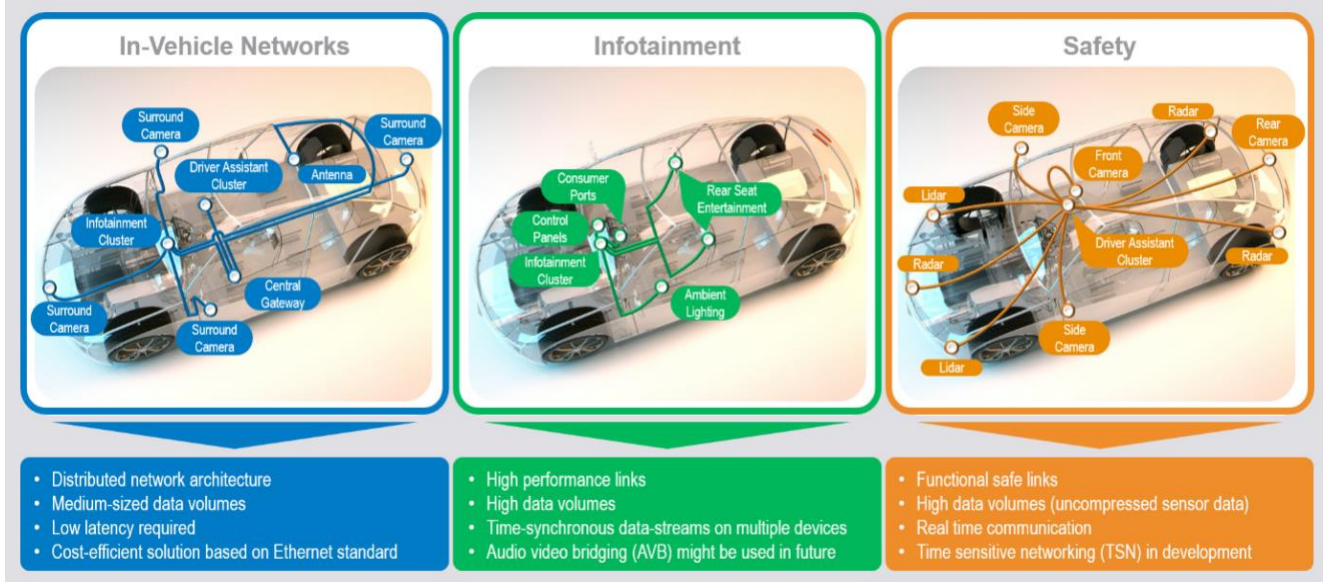 In-Vehicle Networks
Surround
Camera
Surround
Camera
Driver Assistant
Cluster
Antenna
Infotainment
Cluster
Central
Gateway
Surround
Camera
Surround
Camera
Infotainment
Consumer
Ports
Rear Seat
Entertainment
Control
Panels
Infotainment
Cluster
Ambient
Lighting
Safety
Side
Camera
Radar
Rear
Camera
Front
Camera
Lidar
Driver Assistant
Cluster
Radar
Radar
Side
Camera
Lidar
• Distributed network architecture
• Medium-sized data volumes
• Low latency required
• Cost-efficient solution based on Ethernet standard
• High performance links
• High data volumes
• Time-synchronous data-streams on multiple devices
• Audio video bridging (AVB) might be used in future
• Functional safe links
• High data volumes (uncompressed sensor data)
• Real time communication
• Time sensitive networking (TSN) in development